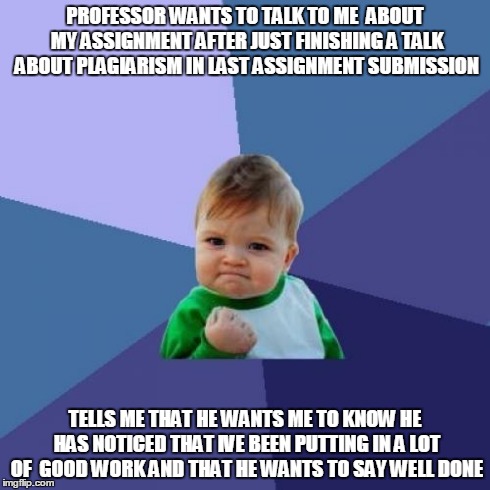 PROFESSOR WANTS TO TALK TO ME ABOUT
MY ASSIGNMENT AFTER JUST FINISHING A TALK
ABOUT PLAGIARISM IN LAST ASSIGNMENT SUBMISSION
TELLS ME THAT HE WANTS ME TO KNOW HE
HAS NOTICED THAT IVE BEEN PUTTING IN A LOT
OF GOOD WORK AND THAT HE WANTS TO SAY WELL DONE
imgflip.com